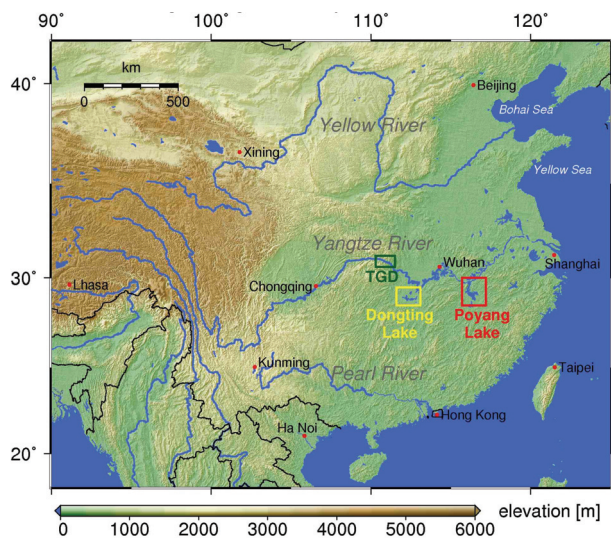 90˚ 100˚ 110˚ 120˚
km
0 500
40˚
Beijing
Bohai Sea
Yellow River
Xining
Yellow Sea
Yangtze River
Wuhan
Shanghai
TGD
30˚
Lhasa
Chongqing
Dongting
Lake
Poyang
Lake
Kunming
Pearl River
Taipei
Hong Kong
Ha Noi
20˚
elevation [m]
0 1000 2000 3000 4000 5000 6000